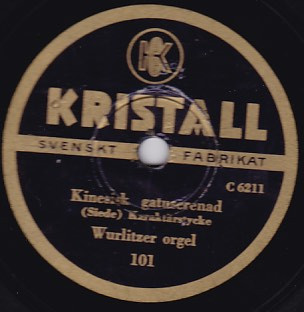 K
KRISTALL
SVENSKT FABRIKAT
C 6211
Kinesisk gatuserenad
(Siede) Karaktärstycke
Wurlitzer orgel
101